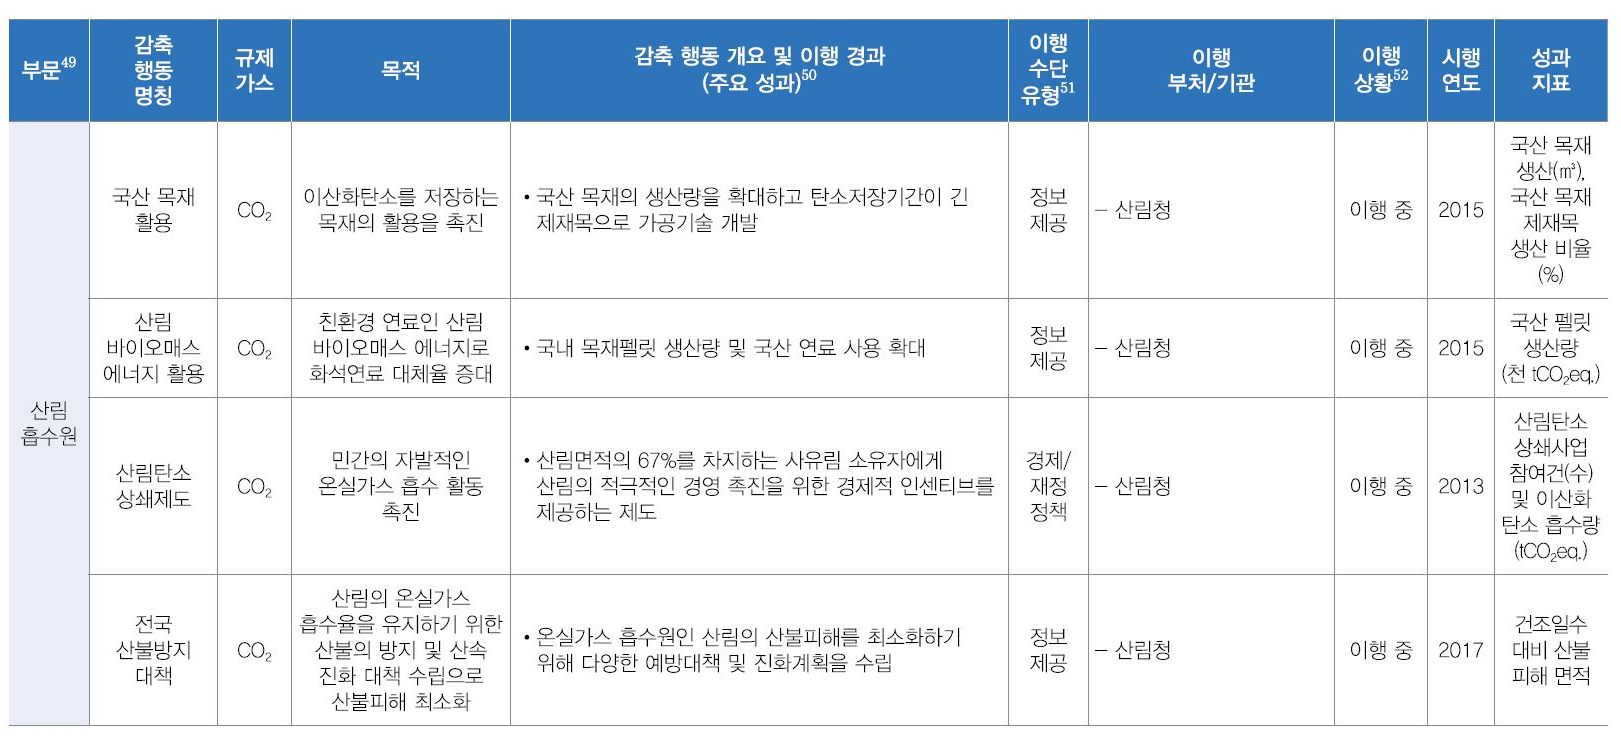 부문49
감축
행동
명칭
규제
가스
목적
감축 행동 개요 및 이행 경과
(주요 성과)50
이행
수단
유형51
이행
부처/기관
이행
상황52
시행
연도
성과
지표
산림
흡수원
국산 목재
활용
CO2
이산화탄소를 저장하는
목재의 활용을 촉진
• 국산 목재의 생산량을 확대하고 탄소저장기간이 긴
제재목으로 가공기술 개발
정보
제공
– 산림청
이행 중
2015
국산 목재
생산(㎥),
국산 목재
제재목
생산 비율
(%)
산림
바이오매스
에너지 활용
CO2
친환경 연료인 산림
바이오매스 에너지로
화석연료 대체율 증대
• 국내 목재펠릿 생산량 및 국산 연료 사용 확대
정보
제공
– 산림청
이행 중
2015
국산 펠릿
생산량
(천 tCO2eq.)
산림탄소
상쇄제도
CO2
민간의 자발적인
온실가스 흡수 활동
촉진
• 산림면적의 67%를 차지하는 사유림 소유자에게
산림의 적극적인 경영 촉진을 위한 경제적 인센티브를
제공하는 제도
경제/
재정
정책
– 산림청
이행 중
2013
산림탄소
상쇄사업
참여건(수)
및 이산화
탄소 흡수량
(tCO2eq.)
전국
산불방지
대책
CO2
산림의 온실가스
흡수율을 유지하기 위한
산불의 방지 및 산속
진화 대책 수립으로
산불피해 최소화
• 온실가스 흡수원인 산림의 산불피해를 최소화하기
위해 다양한 예방대책 및 진화계획을 수립
정보
제공
– 산림청
이행 중
2017
건조일수
대비 산불
피해 면적